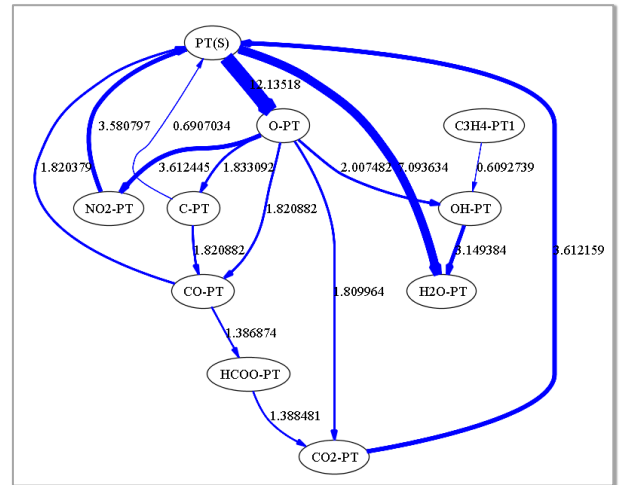 PT(S)
12.13518
3.580797
0.6907034
O-PT
C3H4-PT1
1.820379
3.612445
1.833092
2.007482
7.093634
0.6092739
NO2-PT
C-PT
1.820882
OH-PT
1.820882
1.809964
3.149384
3.612159
CO-PT
H2O-PT
1.386874
HCOO-PT
1.388481
CO2-PT